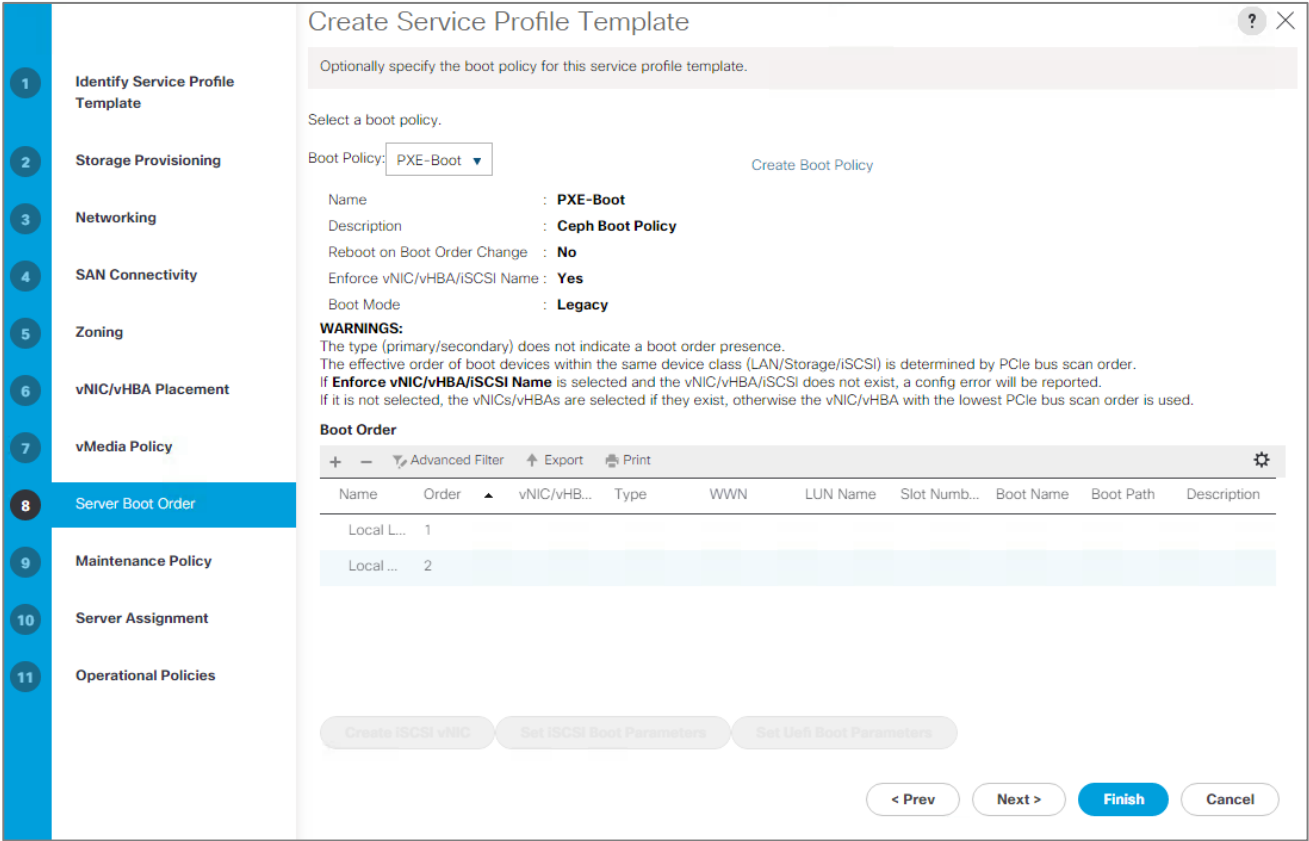 Create Service Profile Template
?
Optionally specify the boot policy for this service profile template.
1 Identify Service Profile
Template
2 Storage Provisioning
3 Networking
4 SAN Connectivity
5 Zoning
6 vNIC/vHBA Placement
7 vMedia Policy
8 Server Boot Order
9 Maintenance Policy
10 Server Assignment
11 Operational Policies
Select a boot policy.
Boot Policy: PXE-Boot ▼
Create Boot Policy
Name : PXE-Boot
Description : Ceph Boot Policy
Reboot on Boot Order Change : No
Enforce vNIC/vHBA/iSCSI Name : Yes
Boot Mode : Legacy
WARNINGS:
The type (primary/secondary) does not indicate a boot order presence.
The effective order of boot devices within the same device class (LAN/Storage/iSCSI) is determined by PCIe bus scan order.
If Enforce vNIC/vHBA/iSCSI Name is selected and the vNIC/vHBA/iSCSI does not exist, a config error will be reported.
If it is not selected, the vNICs/vHBAs are selected if they exist, otherwise the vNIC/vHBA with the lowest PCIe bus scan order is used.
Boot Order
+ − Advanced Filter Export Print
Name Order ▲ vNIC/vHB... Type WWN LUN Name Slot Numb... Boot Name Boot Path Description
Local L... 1
Local ... 2
Create iSCSI vNIC Set iSCSI Boot Parameters Set Uefi Boot Parameters
< Prev Next > Finish Cancel